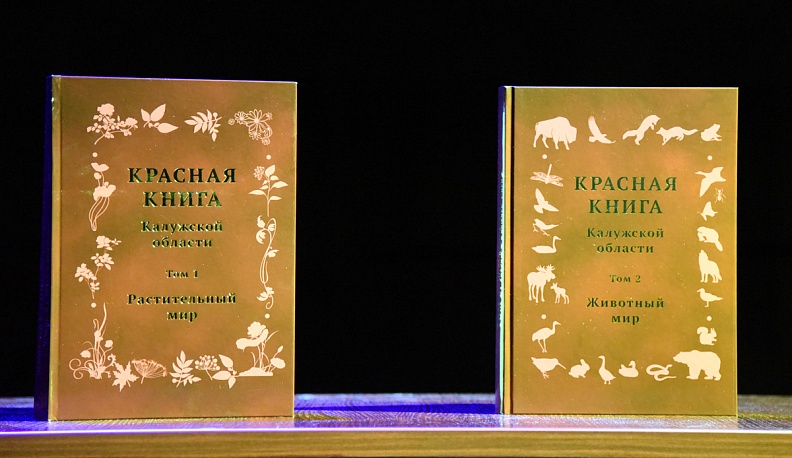 КРАСНАЯ
КНИГА
Калужской
области
Том 1
Растительный
мир
КРАСНАЯ
КНИГА
Калужской
области
Том 2
Животный
мир